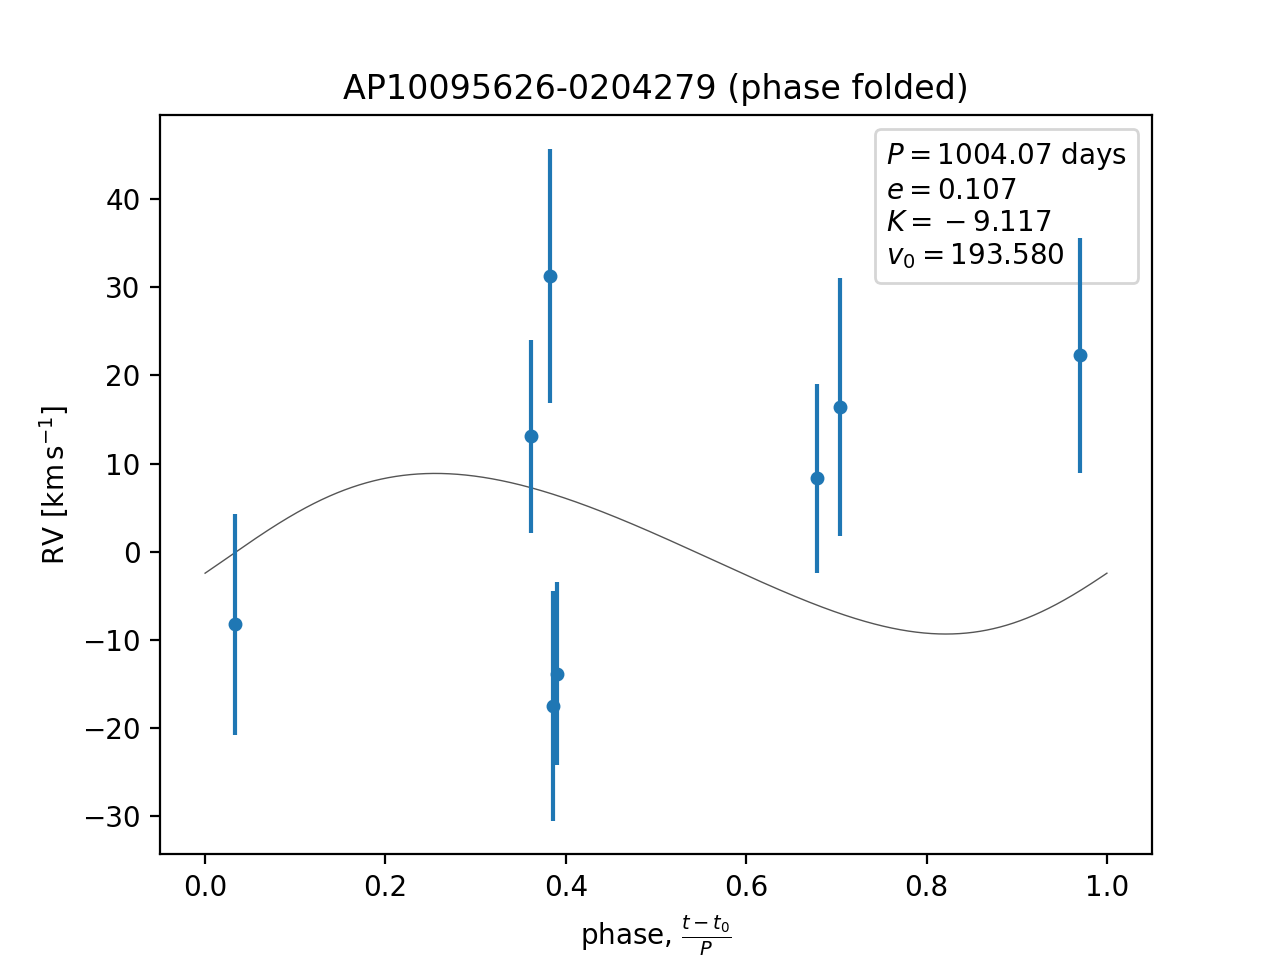 AP10095626-0204279 (phase folded)
P = 1004.07 days
e = 0.107
K = −9.117
v₀ = 193.580
RV [km s⁻¹]
40
30
20
10
0
−10
−20
−30
0.0 0.2 0.4 0.6 0.8 1.0
phase, (t − t₀)/P